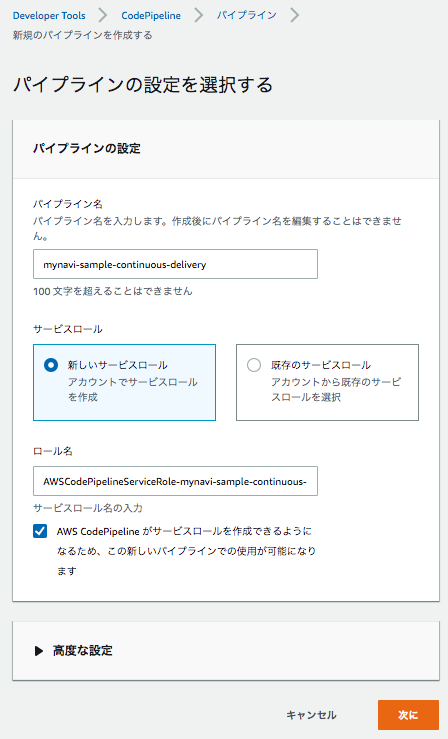 Developer Tools > CodePipeline > パイプライン >
新規のパイプラインを作成する
パイプラインの設定を選択する
パイプラインの設定
パイプライン名
パイプライン名を入力します。作成後にパイプライン名を編集することはできませ
ん。
mynavi-sample-continuous-delivery
100 文字を超えることはできません
サービスロール
新しいサービスロール
アカウントでサービスロール
を作成
既存のサービスロール
アカウントから既存のサービ
スロールを選択
ロール名
AWSCodePipelineServiceRole-mynavi-sample-continuous-
サービスロール名の入力
AWS CodePipeline がサービスロールを作成できるように
なるため、この新しいパイプラインでの使用が可能になり
ます
高度な設定
キャンセル
次に